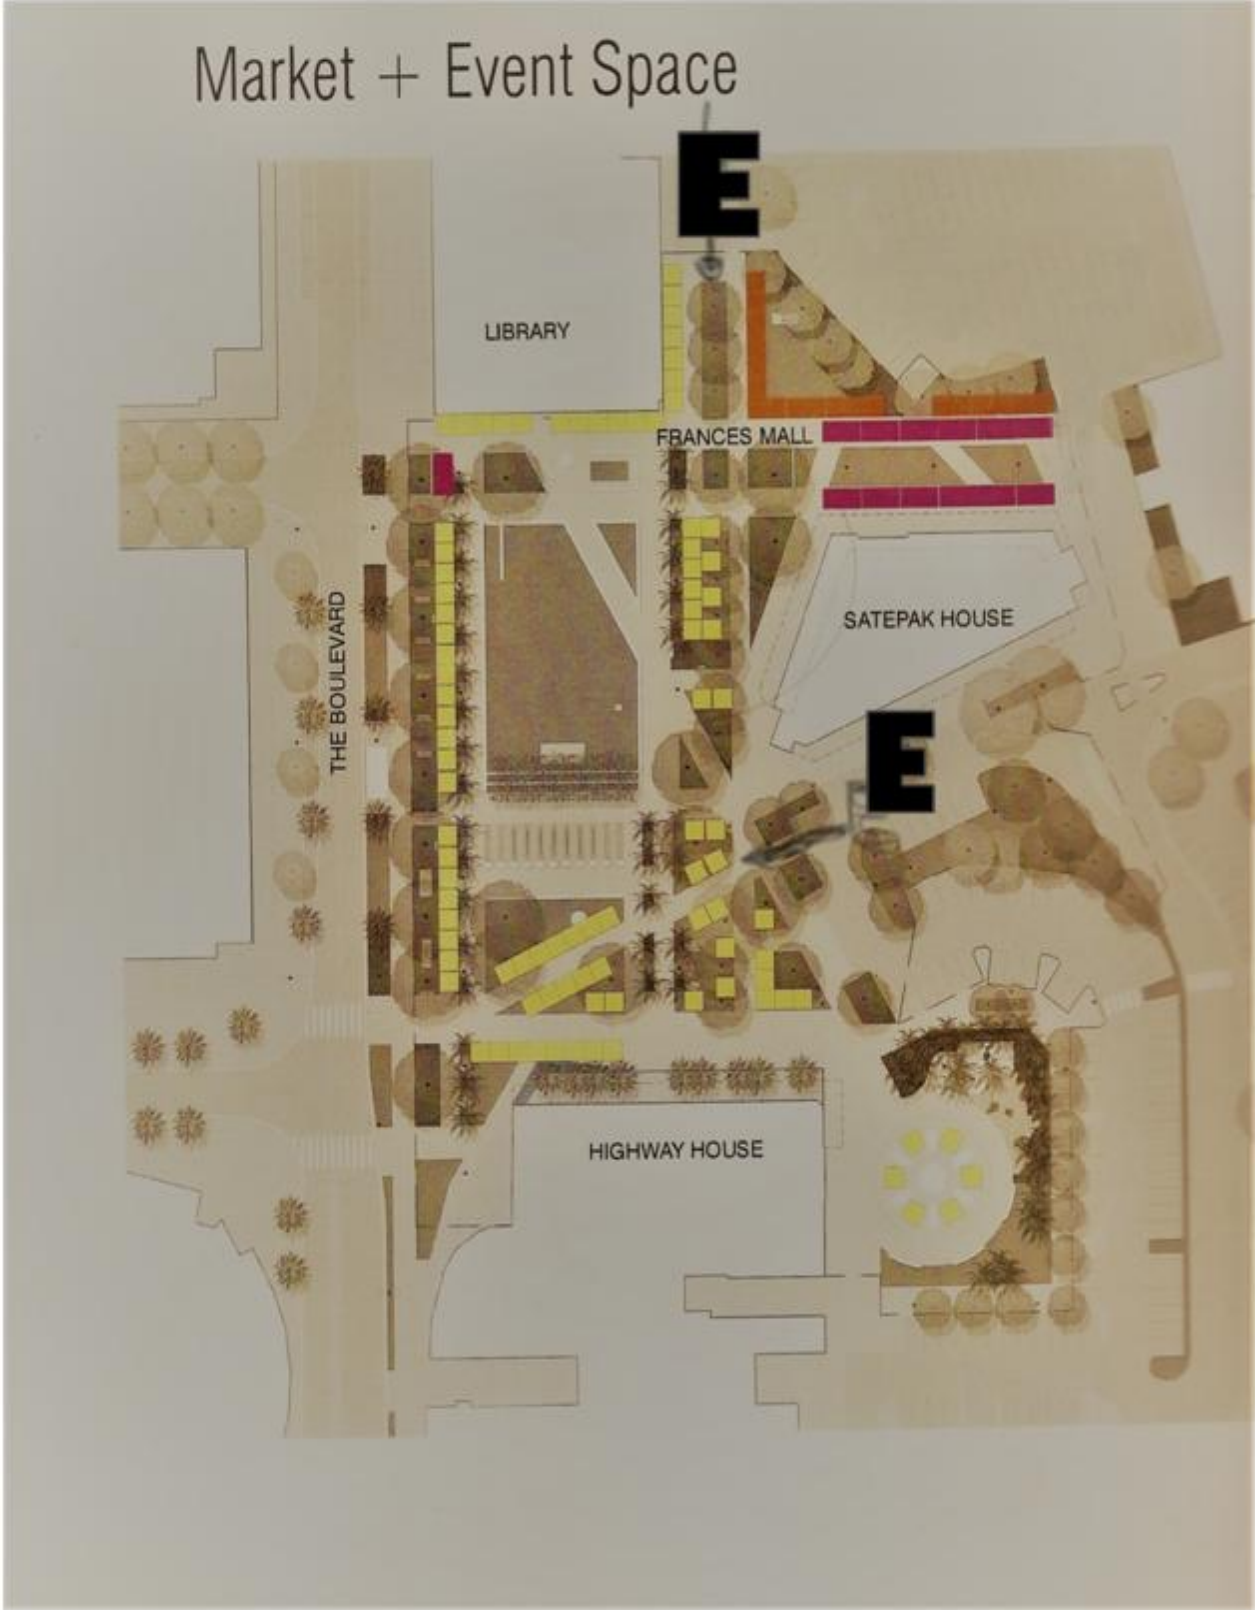 Market + Event Space
E
LIBRARY
FRANCES MALL
SATEPAK HOUSE
THE BOULEVARD
E
HIGHWAY HOUSE